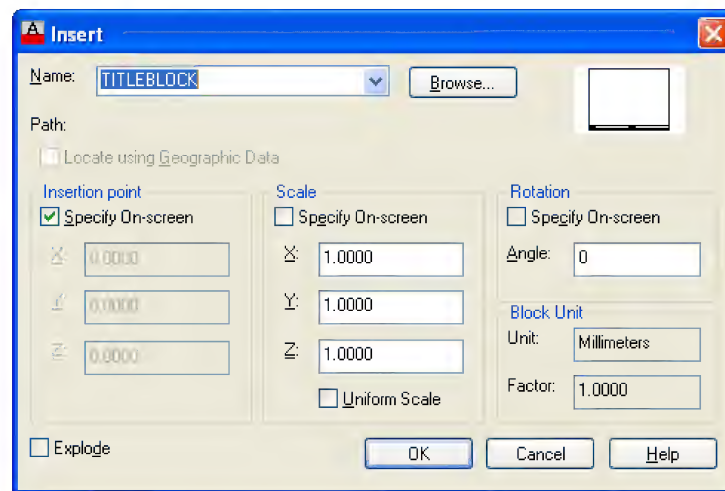 Insert
Name: TITLEBLOCK Browse...
Path:
Locate using Geographic Data
Insertion point
Specify On-screen
X: 0.0000
Y: 0.0000
Z: 0.0000
Scale
Specify On-screen
X: 1.0000
Y: 1.0000
Z: 1.0000
Uniform Scale
Rotation
Specify On-screen
Angle: 0
Block Unit
Unit: Millimeters
Factor: 1.0000
Explode
OK Cancel Help